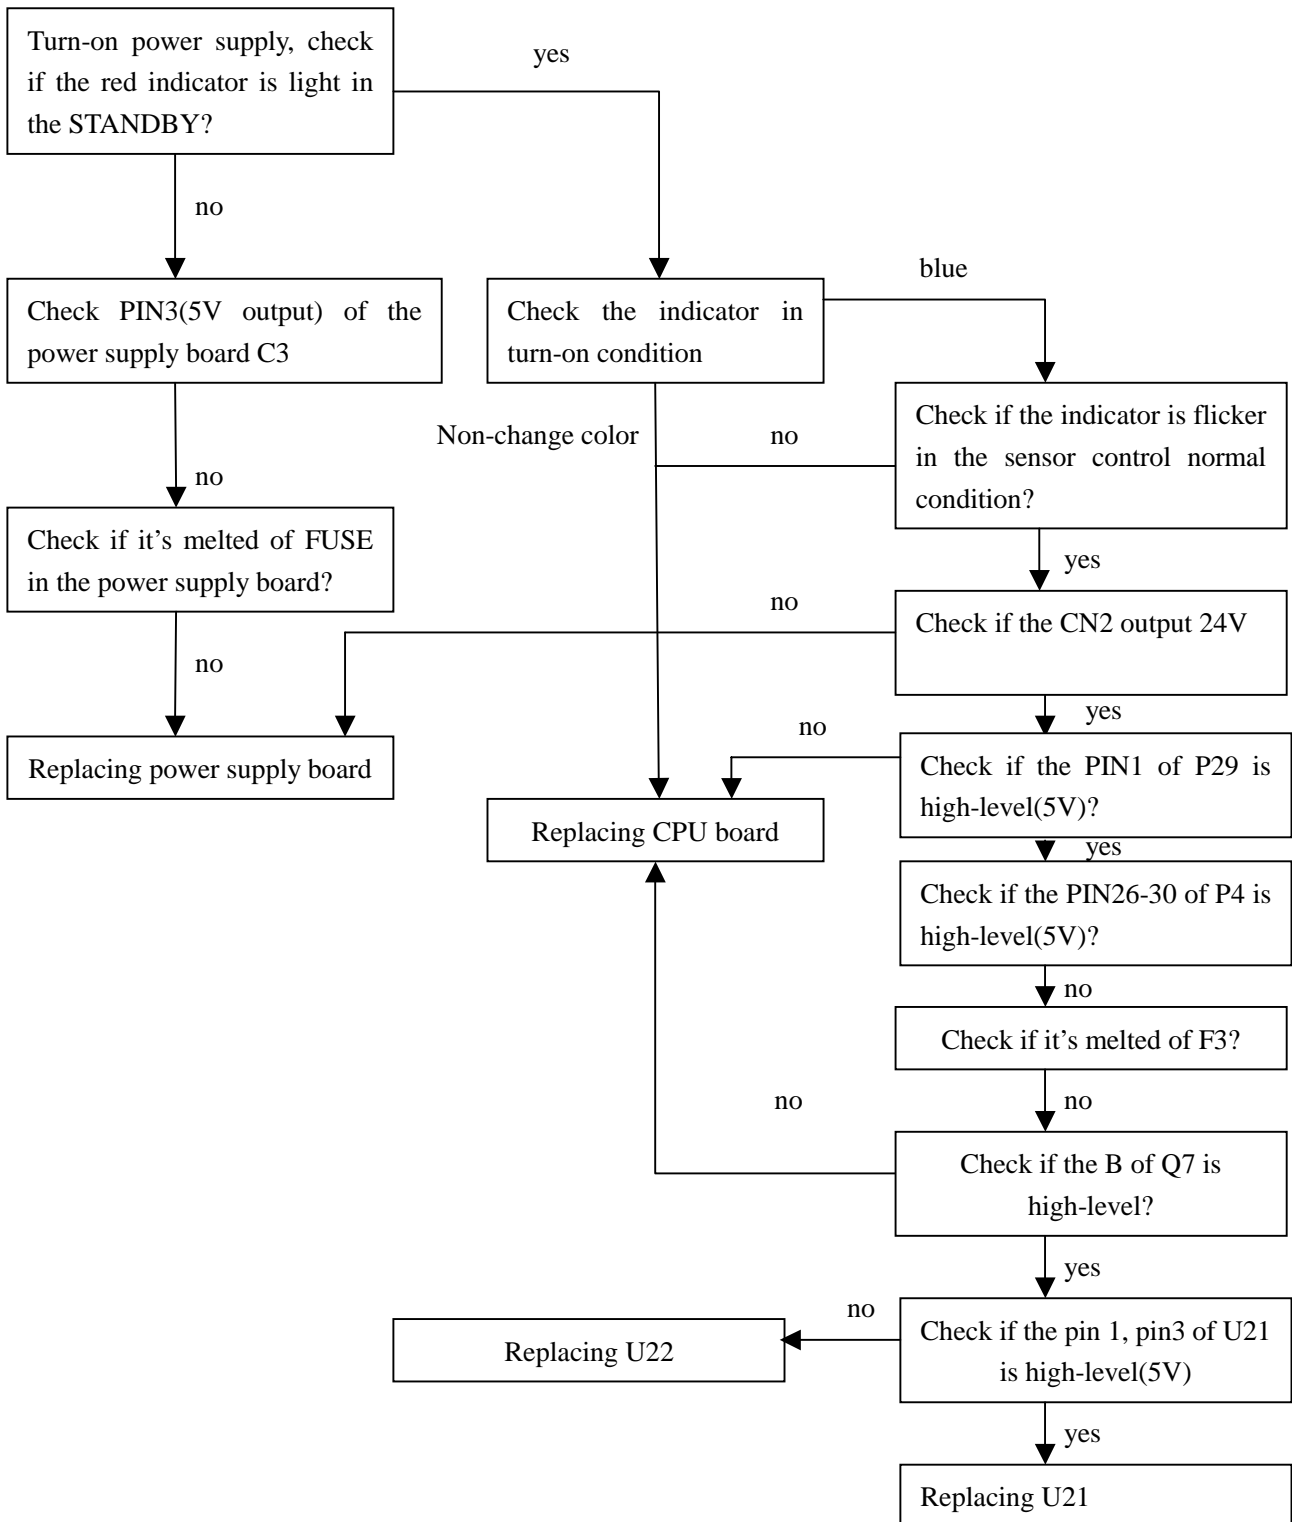 Turn-on power supply, check
if the red indicator is light in
the STANDBY?
yes
no
Check PIN3(5V output) of the
power supply board C3
Check the indicator in
turn-on condition
blue
Non-change color
no
Check if the indicator is flicker
in the sensor control normal
condition?
no
Check if it’s melted of FUSE
in the power supply board?
yes
no
Check if the CN2 output 24V
no
yes
Replacing power supply board
no
Check if the PIN1 of P29 is
high-level(5V)?
Replacing CPU board
yes
Check if the PIN26-30 of P4 is
high-level(5V)?
no
Check if it’s melted of F3?
no
no
Check if the B of Q7 is
high-level?
yes
no
Check if the pin 1, pin3 of U21
is high-level(5V)
Replacing U22
yes
Replacing U21